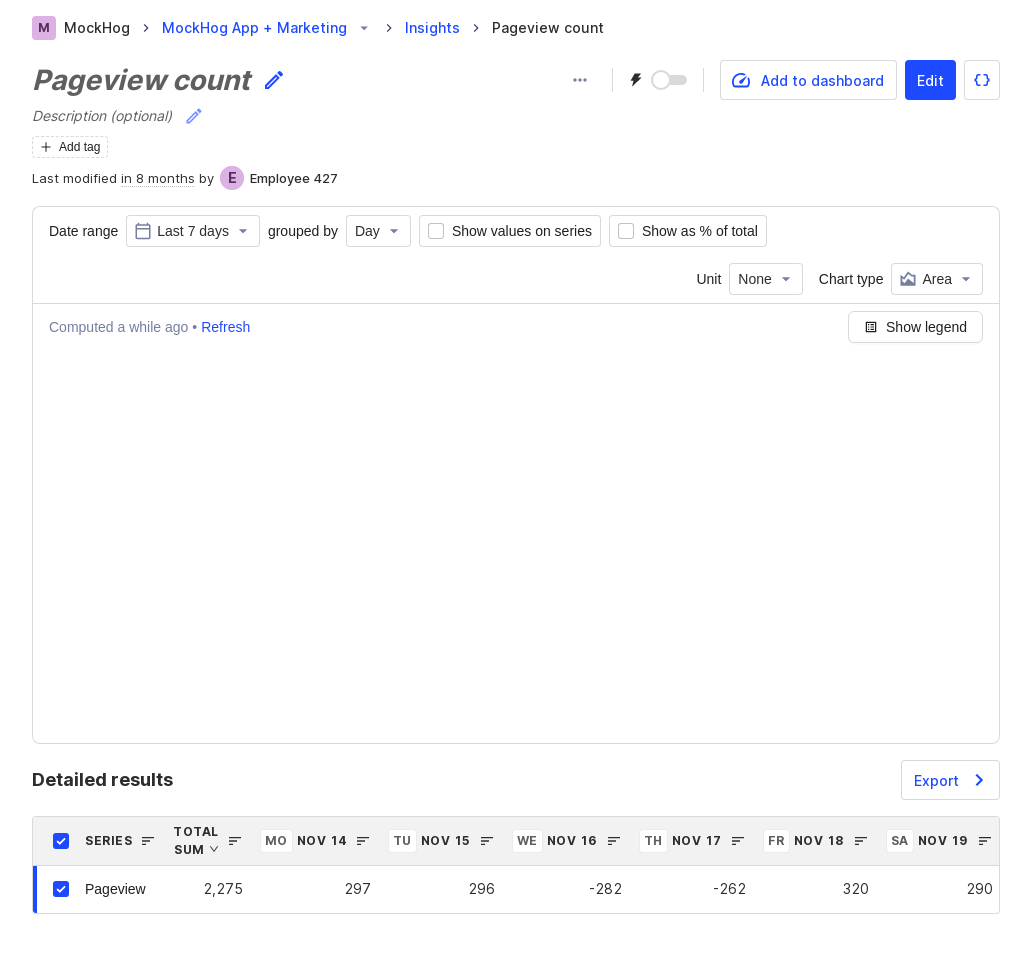 M MockHog MockHog App + Marketing Insights Pageview count
Pageview count
Add to dashboard Edit {}
Description (optional)
Add tag
Last modified in 8 months by E Employee 427
Date range Last 7 days grouped by Day Show values on series Show as % of total
Unit None Chart type Area
Computed a while ago • Refresh Show legend
Detailed results Export
SERIES TOTAL SUM MO NOV 14 TU NOV 15 WE NOV 16 TH NOV 17 FR NOV 18 SA NOV 19
Pageview 2,275 297 296 -282 -262 320 290